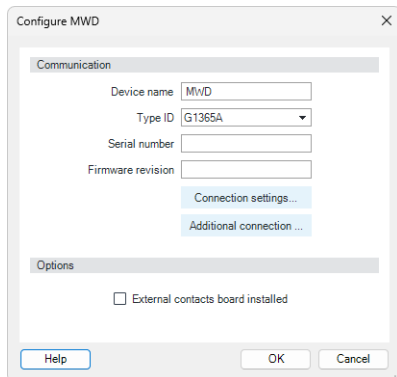 Configure MWD
Communication
Device name MWD
Type ID G1365A
Serial number
Firmware revision
Connection settings...
Additional connection ...
Options
External contacts board installed
Help OK Cancel